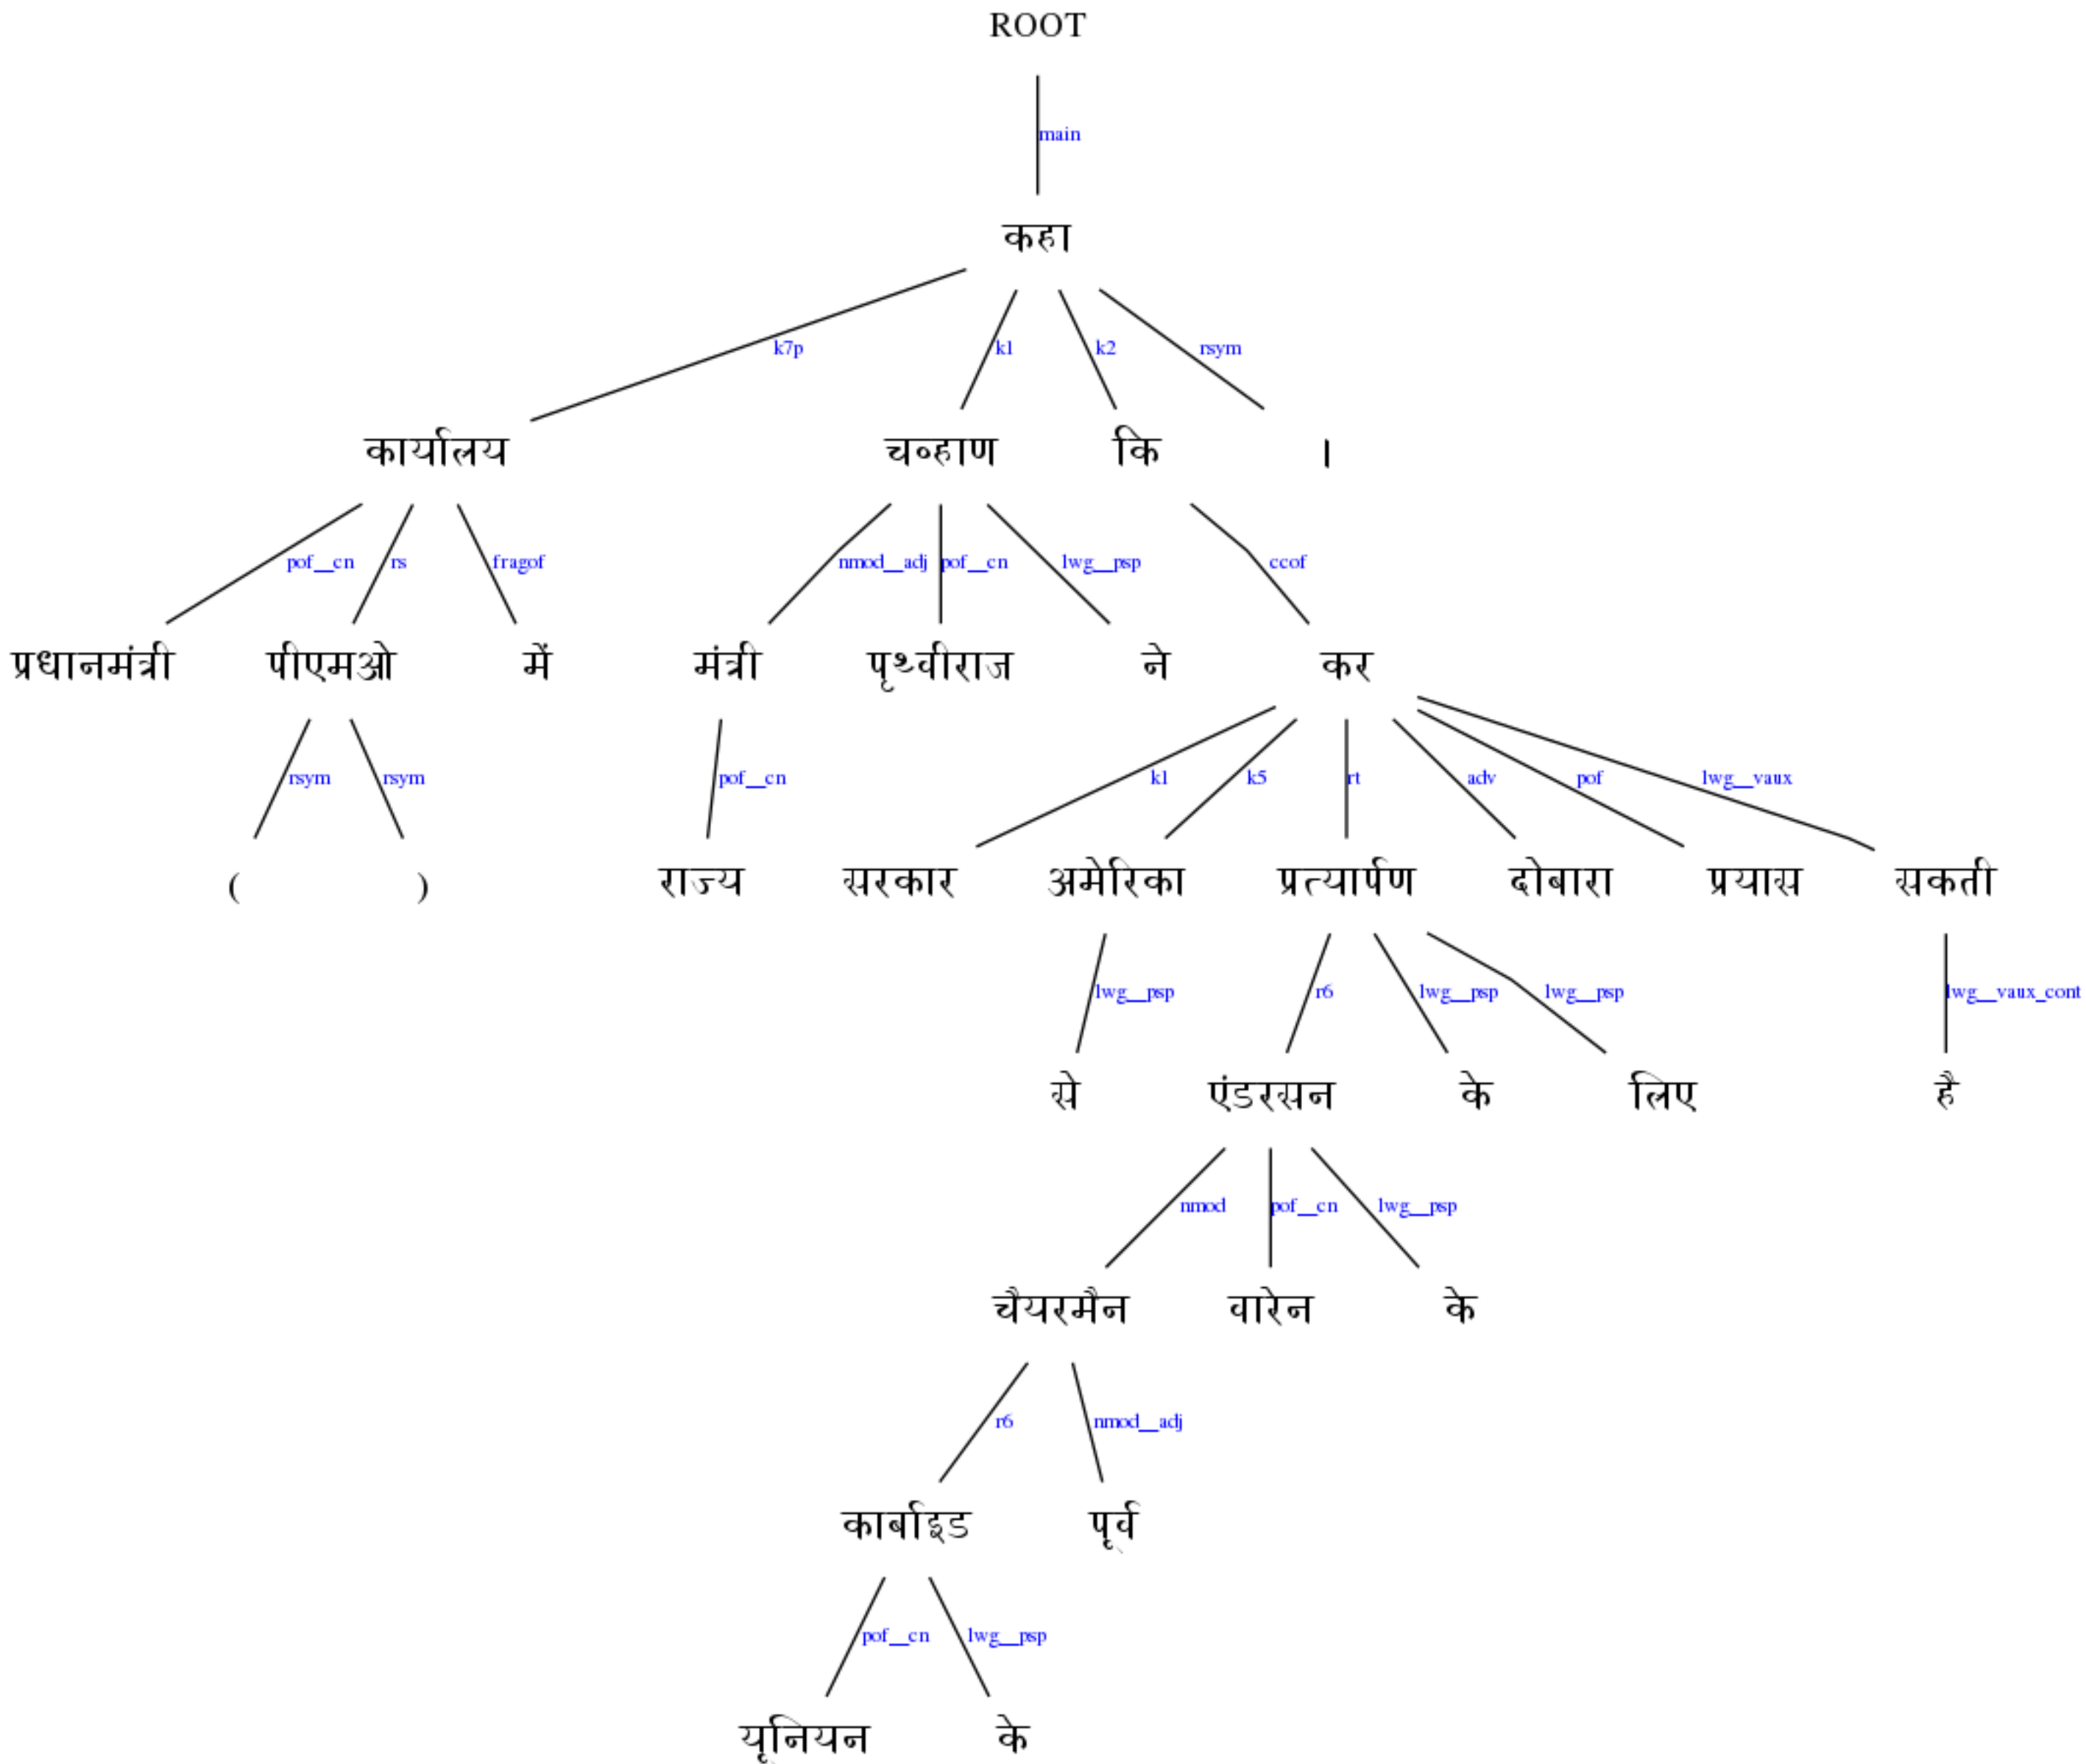 ROOT
main
कहा
k7p k1 k2 rsym
कार्यालय चव्हाण कि ।
pof__cn rs fragof nmod__adj pof__cn lwg__psp ccof
प्रधानमंत्री पीएमओ में मंत्री पृथ्वीराज ने कर
rsym rsym pof__cn k1 k5 rt adv pof lwg__vaux
( ) राज्य सरकार अमेरिका प्रत्यार्पण दोबारा प्रयास सकती
lwg__psp r6 lwg__psp lwg__psp lwg__vaux_cont
से एंडरसन के लिए है
nmod pof__cn lwg__psp
चैयरमैन वारेन के
r6 nmod__adj
कार्बाइड पूर्व
pof__cn lwg__psp
यूनियन के